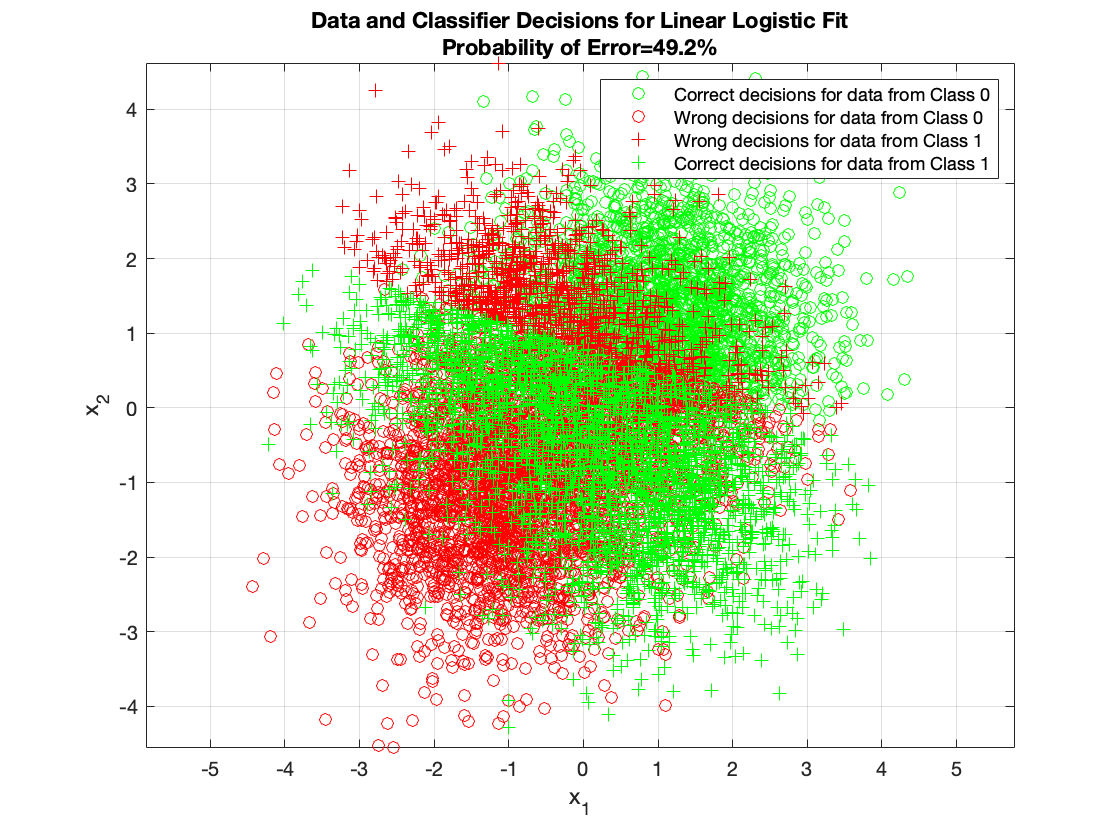 Data and Classifier Decisions for Linear Logistic Fit
Probability of Error=49.2%
Correct decisions for data from Class 0
Wrong decisions for data from Class 0
Wrong decisions for data from Class 1
Correct decisions for data from Class 1
4
3
2
1
0
-1
-2
-3
-4
x2
-5 -4 -3 -2 -1 0 1 2 3 4 5
x1